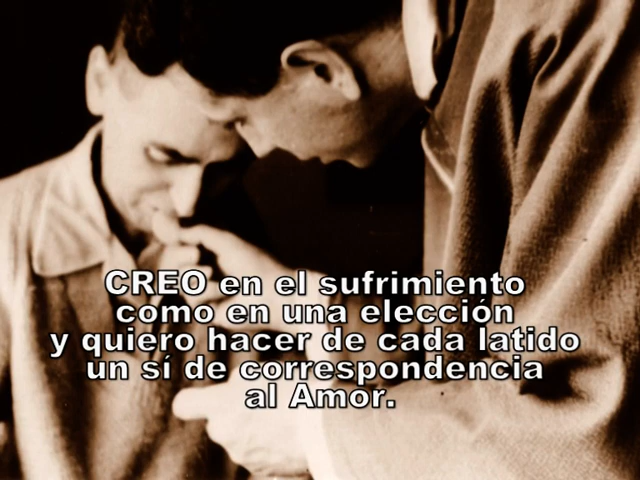 CREO en el sufrimiento
como en una elección
y quiero hacer de cada latido
un sí de correspondencia
al Amor.